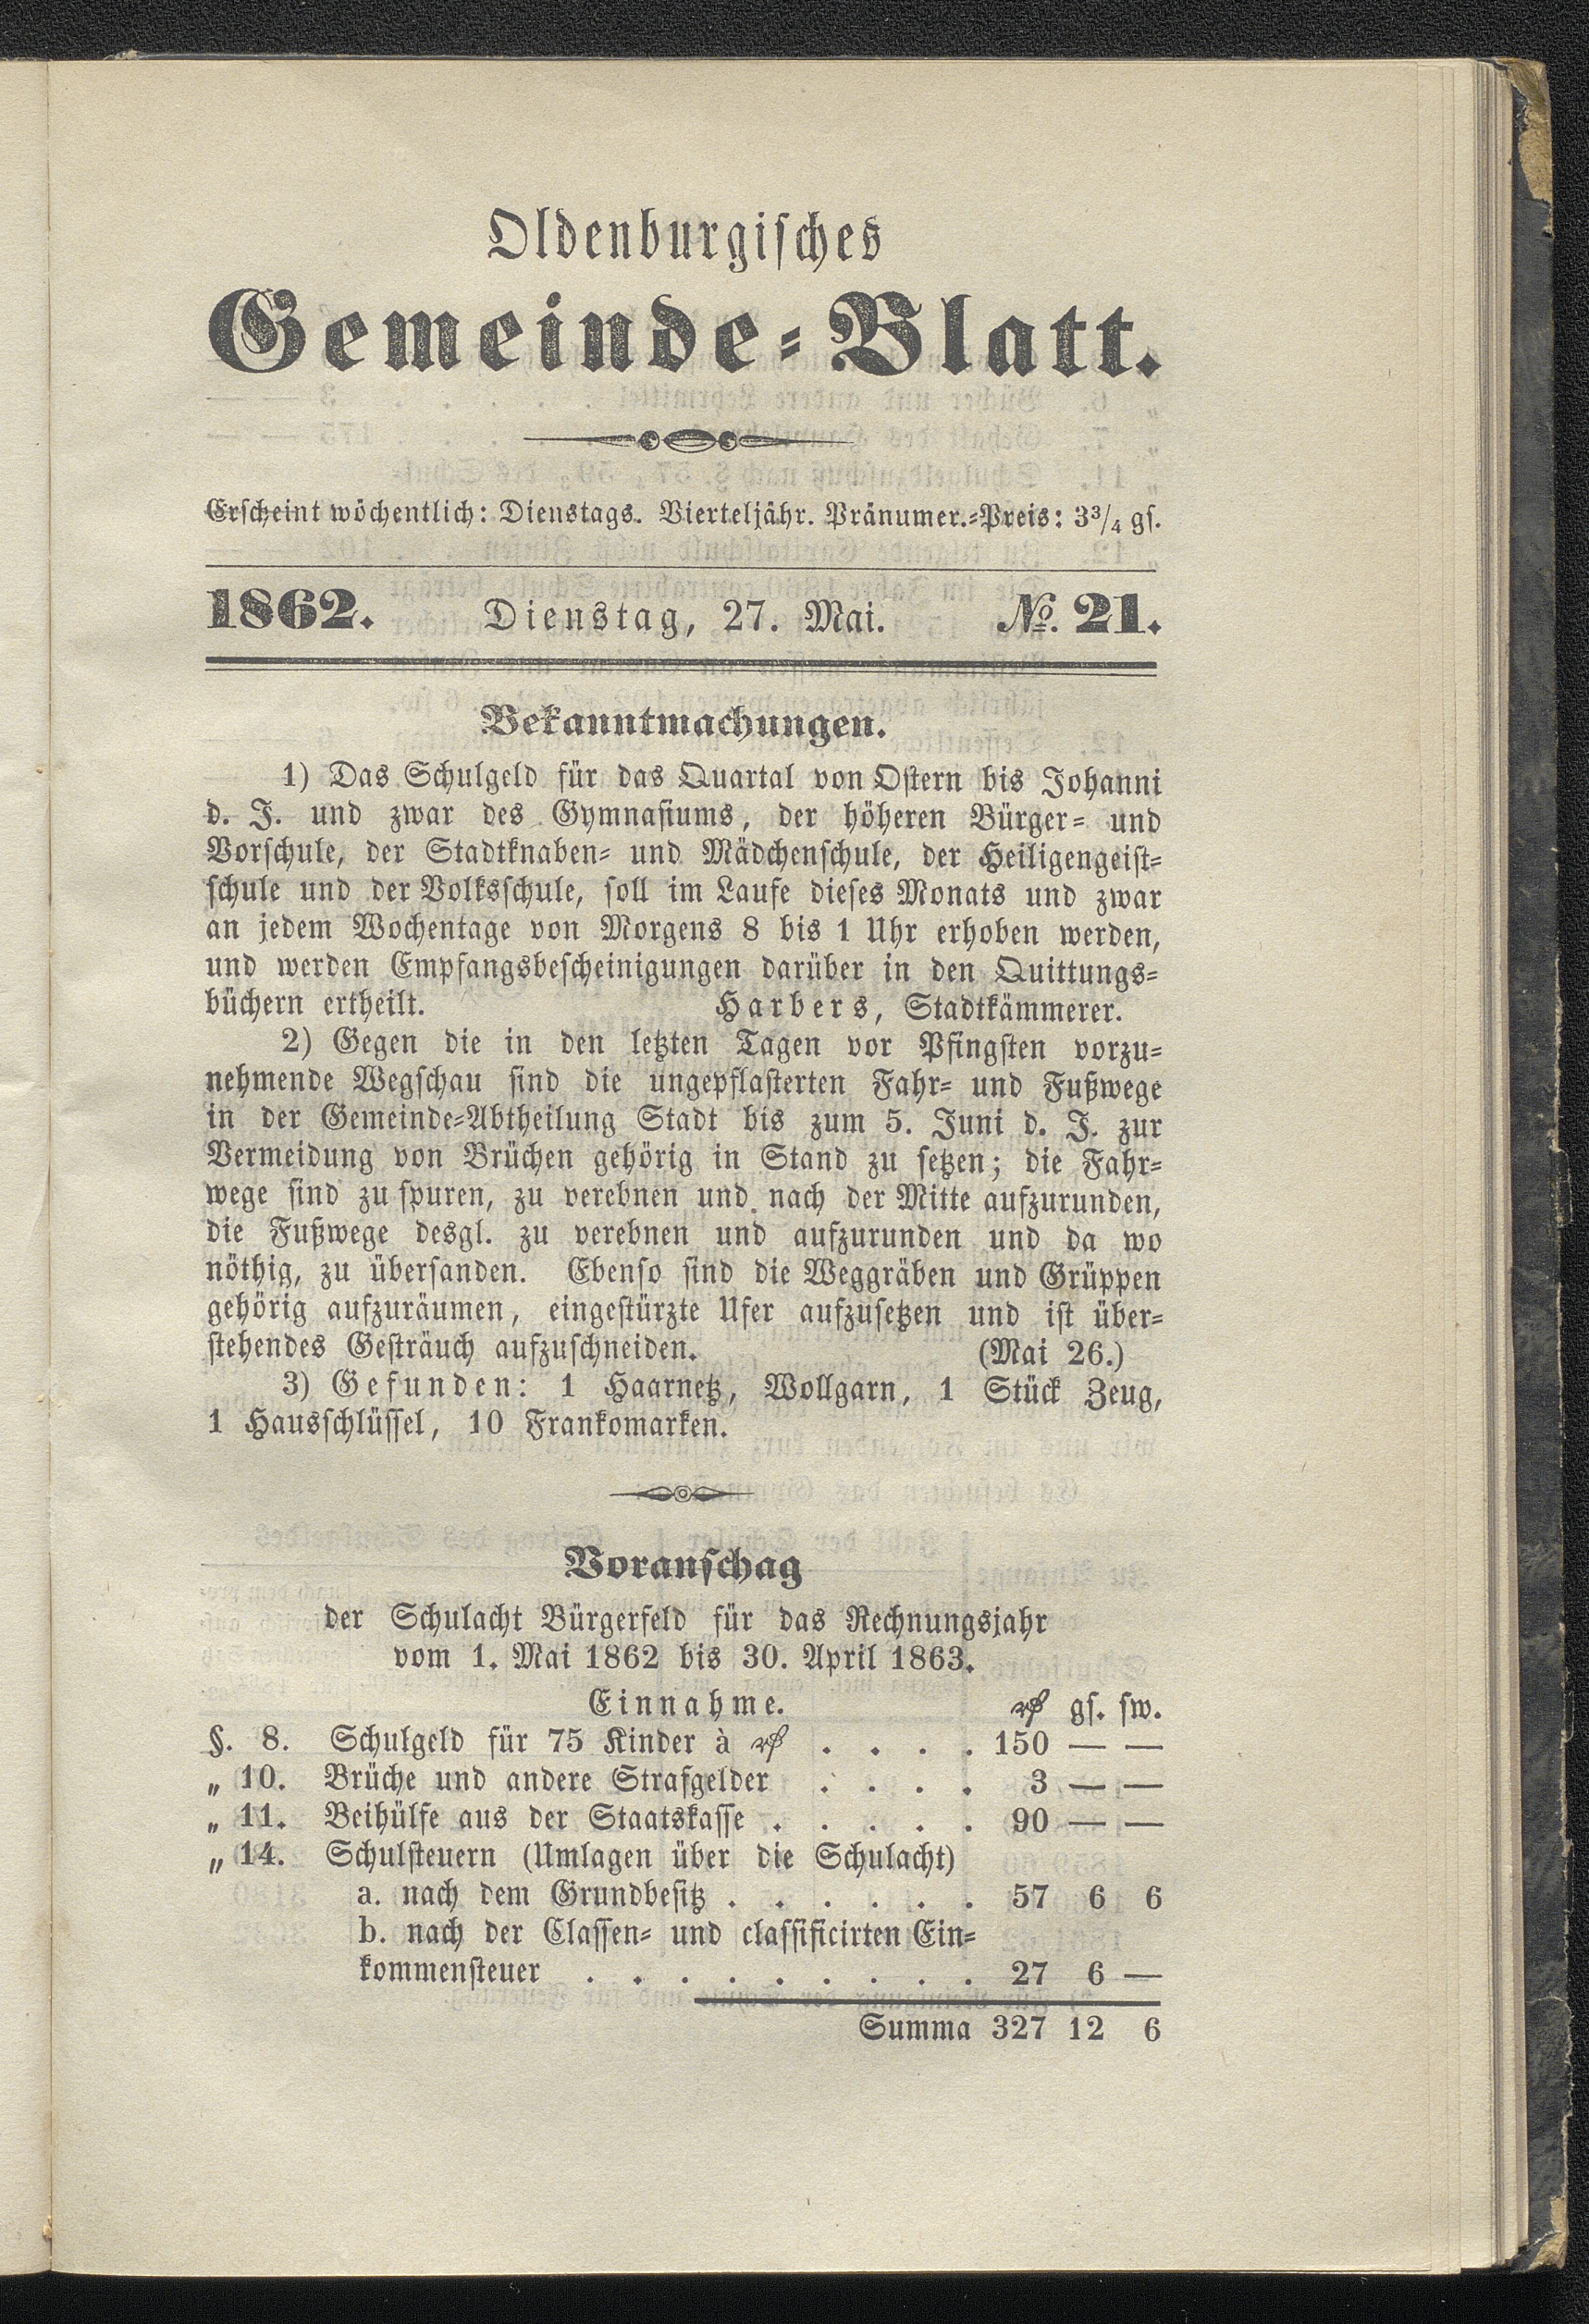 Oldenburgisches
Gemeinde-Blatt.
Erscheint wöchentlich: Dienstags. Vierteljähr. Pränumer.-Preis: 3 3/4 gs.
1862. Dienstag, 27. Mai. No. 21.
Bekanntmachungen.
1) Das Schulgeld für das Quartal von Ostern bis Johanni
d. J. und zwar des Gymnasiums, der höheren Bürger- und
Vorschule, der Stadtknaben- und Mädchenschule, der Heiligengeist-
schule und der Volksschule, soll im Laufe dieses Monats und zwar
an jedem Wochentage von Morgens 8 bis 1 Uhr erhoben werden,
und werden Empfangsbescheinigungen darüber in den Quittungs-
büchern ertheilt. Harbers, Stadtkämmerer.
2) Gegen die in den letzten Tagen vor Pfingsten vorzu-
nehmende Wegschau sind die ungepflasterten Fahr- und Fußwege
in der Gemeinde-Abtheilung Stadt bis zum 5. Juni d. J. zur
Vermeidung von Brüchen gehörig in Stand zu setzen; die Fahr-
wege sind zu spuren, zu verebnen und nach der Mitte aufzurunden,
die Fußwege desgl. zu verebnen und aufzurunden und da wo
nöthig, zu übersanden. Ebenso sind die Weggräben und Grüppen
gehörig aufzuräumen, eingestürzte Ufer aufzusetzen und ist über-
stehendes Gesträuch aufzuschneiden. (Mai 26.)
3) Gefunden: 1 Haarnetz, Wollgarn, 1 Stück Zeug,
1 Hausschlüssel, 10 Frankomarken.
Voranschag
der Schulacht Bürgerfeld für das Rechnungsjahr
vom 1. Mai 1862 bis 30. April 1863.
Einnahme. ₰ gs. sw.
§. 8. Schulgeld für 75 Kinder à ₰ . . . . 150 — —
„ 10. Brüche und andere Strafgelder . . . . 3 — —
„ 11. Beihülfe aus der Staatskasse . . . . . 90 — —
„ 14. Schulsteuern (Umlagen über die Schulacht)
a. nach dem Grundbesitz . . . . . . 57 6 6
b. nach der Classen- und classificirten Ein-
kommensteuer . . . . . . . . . 27 6 —
Summa 327 12 6